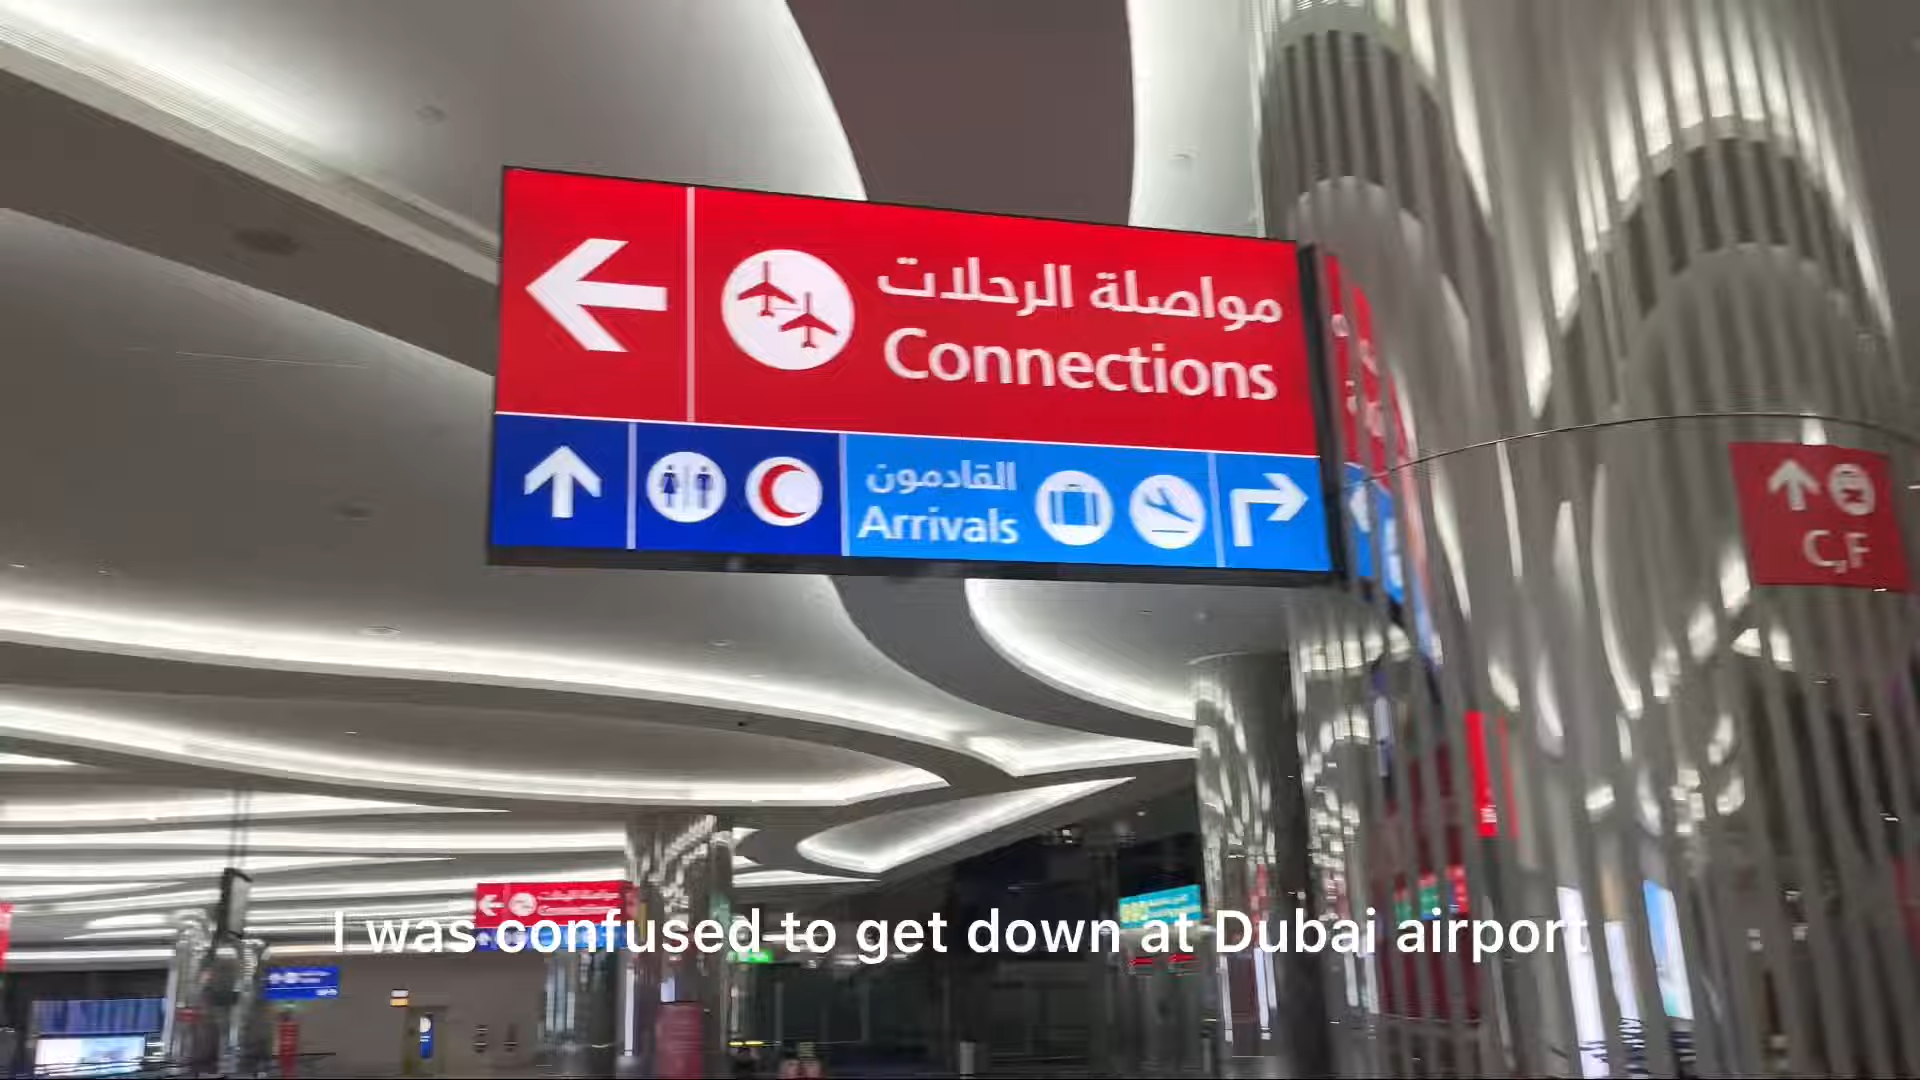 مواصلة الرحلات
Connections
القادمون
Arrivals
C,F
I was confused to get down at Dubai airport